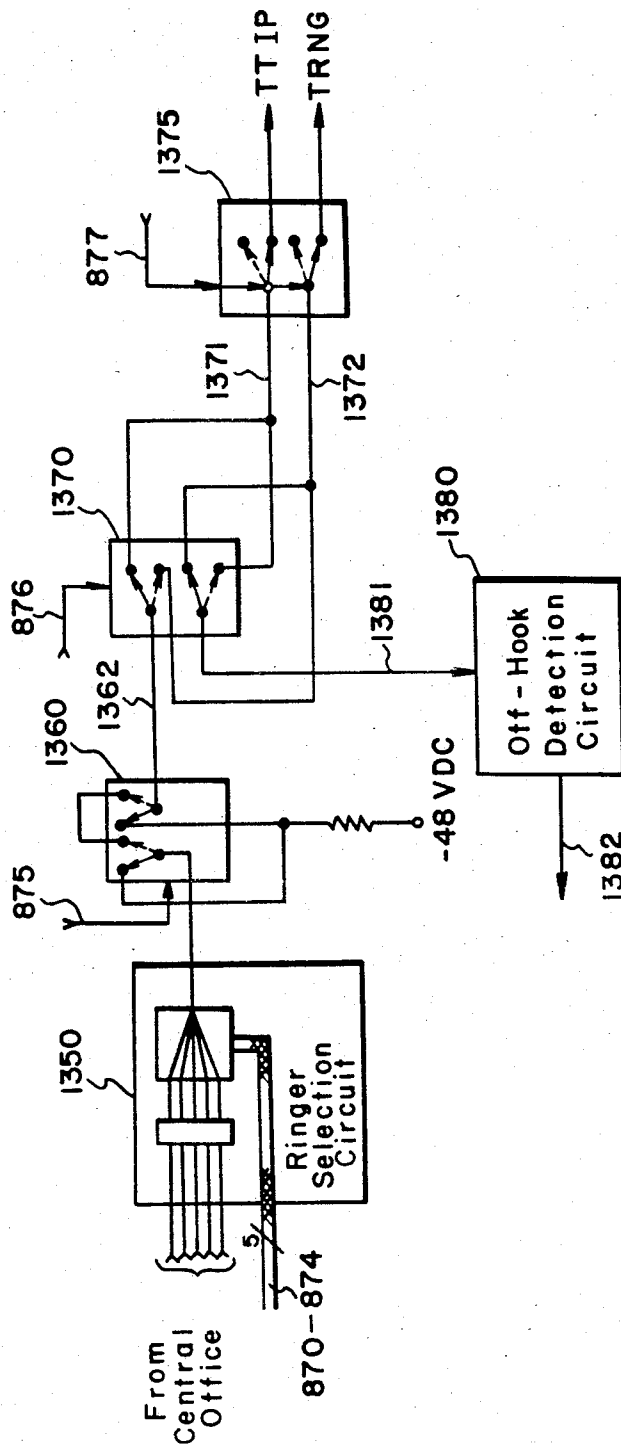 From
Central
Office
870-874
5
1350
Ringer
Selection
Circuit
875
1360
1362
-48 VDC
876
1370
1381
1382
Off-Hook
Detection
Circuit
1380
1371
1372
877
1375
TTIP
TRNG